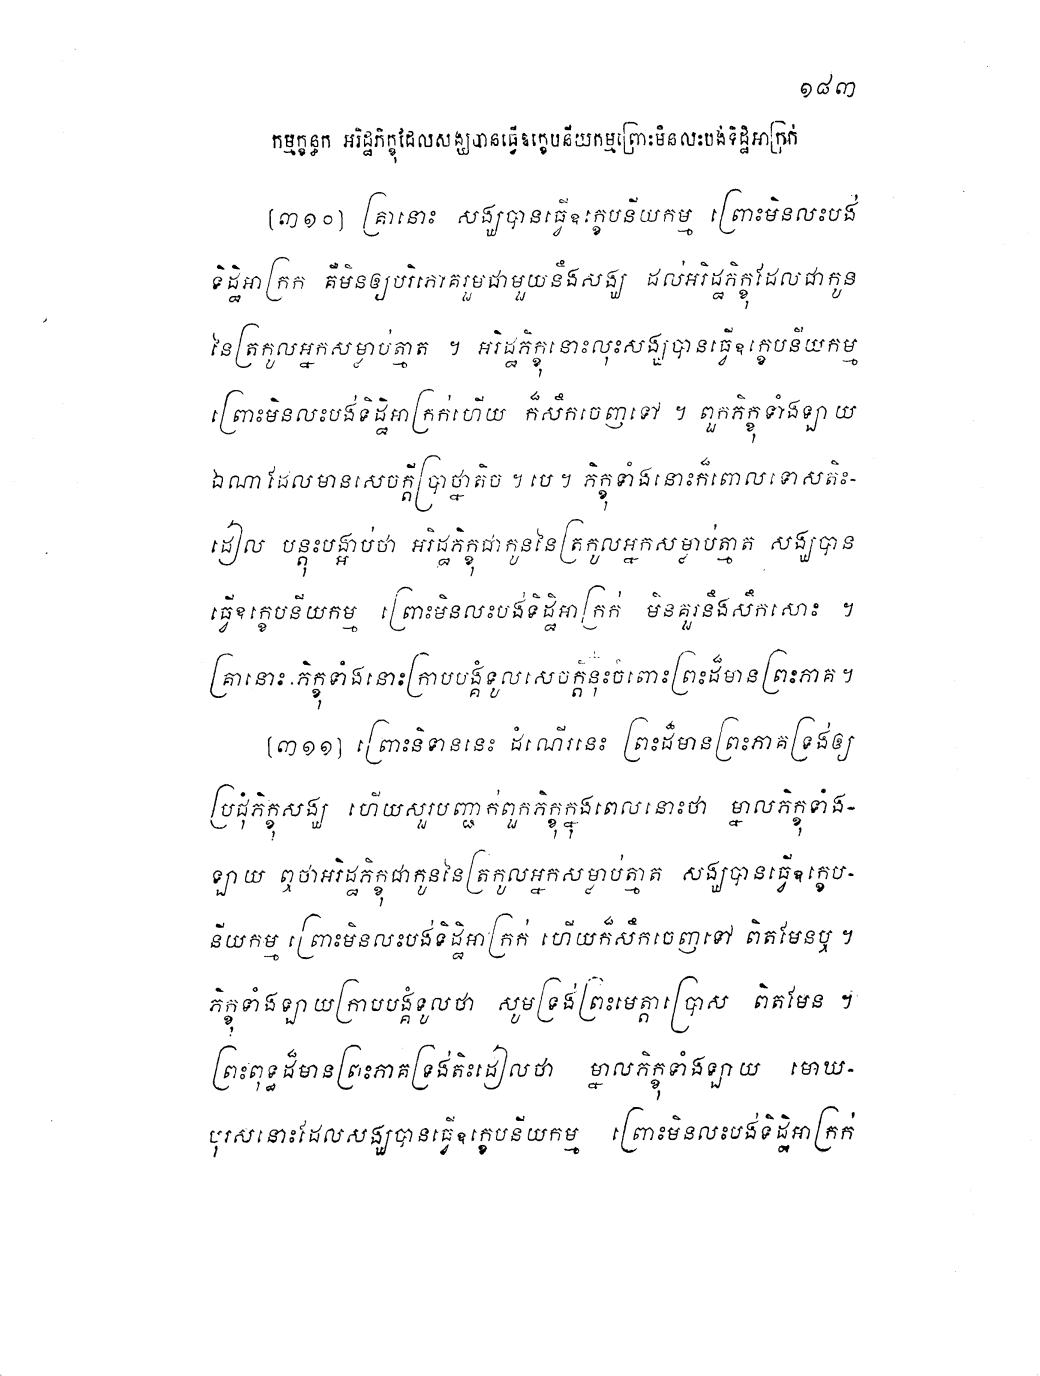 ១៨៣
កម្មក្ខន្ធក អរិដ្ឋភិក្ខុដែលសង្ឃបានធ្វើឧក្ខេបនីយកម្មព្រោះមិនលះបង់ទិដ្ឋិអាក្រក់
[៣១០] គ្រានោះ សង្ឃបានធ្វើឧក្ខេបនីយកម្ម ព្រោះមិនលះបង់
ទិដ្ឋិអាក្រក គឺមិនឲ្យបរិភោគរួមជាមួយនឹងសង្ឃ ដល់អរិដ្ឋភិក្ខុដែលជាកូន
នៃត្រកូលអ្នកសម្លាប់ត្មាត ។ អរិដ្ឋភិក្ខុនោះលុះសង្ឃបានធ្វើឧក្ខេបនីយកម្ម
ព្រោះមិនលះបង់ទិដ្ឋិអាក្រក់ហើយ ក៏សឹកចេញទៅ ។ ពួកភិក្ខុទាំងឡាយ
ឯណាដែលមានសេចក្តីប្រាថ្នាតិច ។ បេ ។ ភិក្ខុទាំងនោះក៏ពោលទោសតិះ-
ដៀល បន្តុះបង្អាប់ថា អរិដ្ឋភិក្ខុជាកូននៃត្រកូលអ្នកសម្លាប់ត្មាត សង្ឃបាន
ធ្វើឧក្ខេបនីយកម្ម ព្រោះមិនលះបង់ទិដ្ឋិអាក្រក់ មិនគួរនឹងសឹកសោះ ។
គ្រានោះ ភិក្ខុទាំងនោះក្រាបបង្គំទូលសេចក្តីនុ៎ះចំពោះព្រះដ៏មានព្រះភាគ ។
[៣១១] ព្រោះនិទាននេះ ដំណើរនេះ ព្រះដ៏មានព្រះភាគទ្រង់ឲ្យ
ប្រជុំភិក្ខុសង្ឃ ហើយសួរបញ្ជាក់ពួកភិក្ខុក្នុងពេលនោះថា ម្នាលភិក្ខុទាំង-
ឡាយ ឮថាអរិដ្ឋភិក្ខុជាកូននៃត្រកូលអ្នកសម្លាប់ត្មាត សង្ឃបានធ្វើឧក្ខេប-
នីយកម្ម ព្រោះមិនលះបង់ទិដ្ឋិអាក្រក់ ហើយក៏សឹកចេញទៅ ពិតមែនឬ ។
ភិក្ខុទាំងឡាយក្រាបបង្គំទូលថា សូមទ្រង់ព្រះមេត្តាប្រោស ពិតមែន ។
ព្រះពុទ្ធដ៏មានព្រះភាគទ្រង់តិះដៀលថា ម្នាលភិក្ខុទាំងឡាយ មោឃ-
បុរសនោះដែលសង្ឃបានធ្វើឧក្ខេបនីយកម្ម ព្រោះមិនលះបង់ទិដ្ឋិអាក្រក់